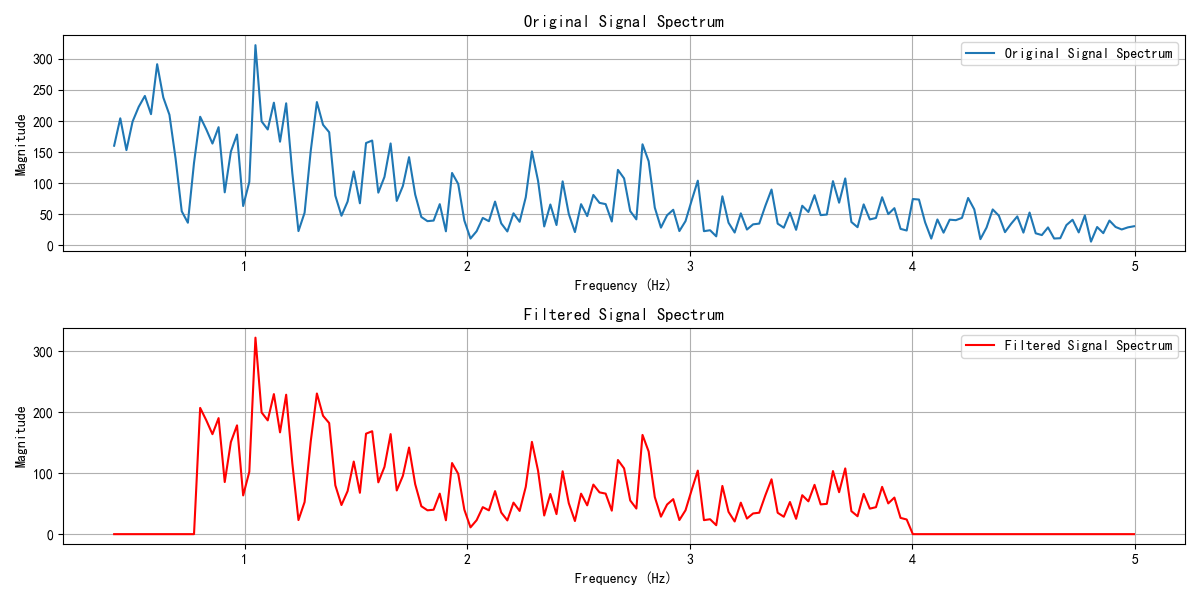 Original Signal Spectrum
Original Signal Spectrum
Magnitude
300
250
200
150
100
50
0
1
2
3
4
5
Frequency (Hz)
Filtered Signal Spectrum
Filtered Signal Spectrum
Magnitude
300
200
100
0
1
2
3
4
5
Frequency (Hz)